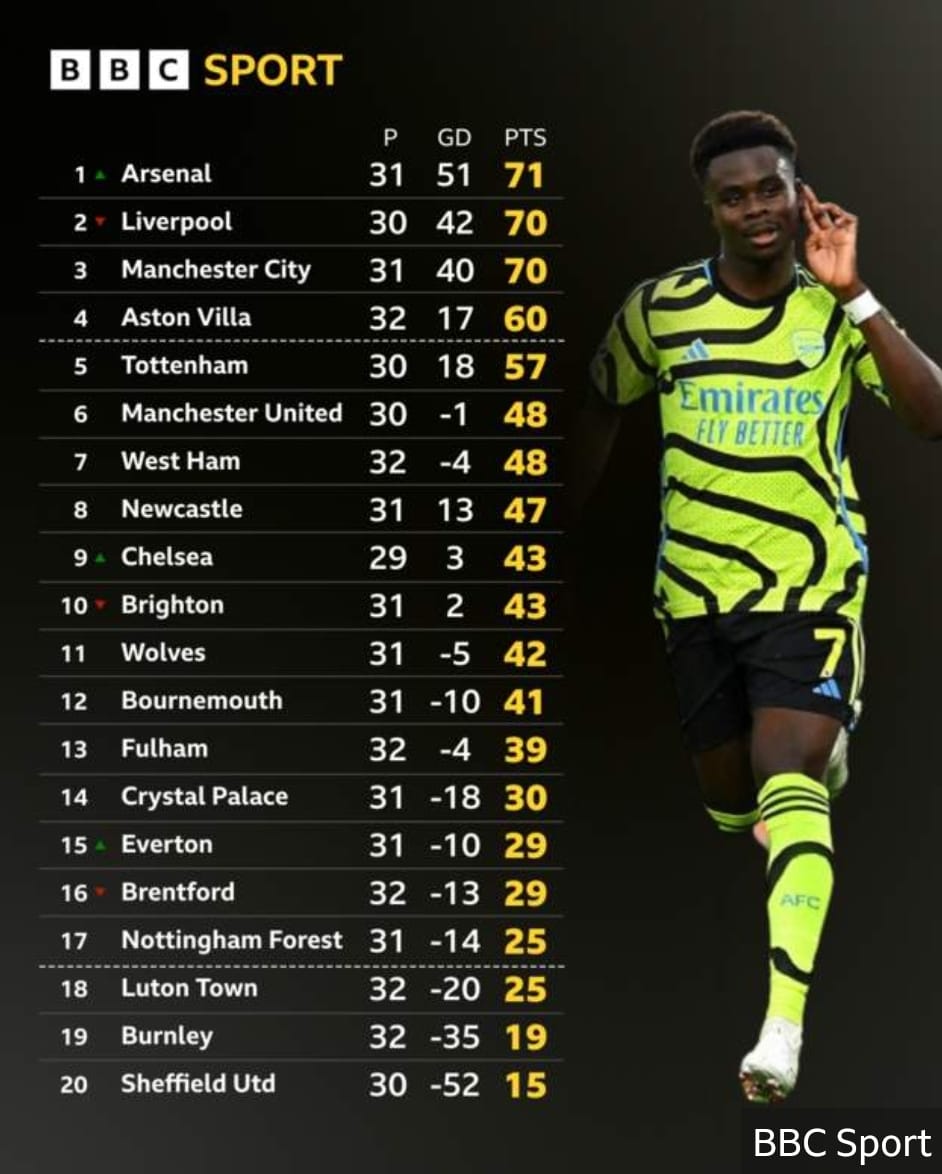 BBC SPORT
P GD PTS
1 Arsenal 31 51 71
2 Liverpool 30 42 70
3 Manchester City 31 40 70
4 Aston Villa 32 17 60
5 Tottenham 30 18 57
6 Manchester United 30 -1 48
7 West Ham 32 -4 48
8 Newcastle 31 13 47
9 Chelsea 29 3 43
10 Brighton 31 2 43
11 Wolves 31 -5 42
12 Bournemouth 31 -10 41
13 Fulham 32 -4 39
14 Crystal Palace 31 -18 30
15 Everton 31 -10 29
16 Brentford 32 -13 29
17 Nottingham Forest 31 -14 25
18 Luton Town 32 -20 25
19 Burnley 32 -35 19
20 Sheffield Utd 30 -52 15
Emirates
FLY BETTER
7
AFC
BBC Sport